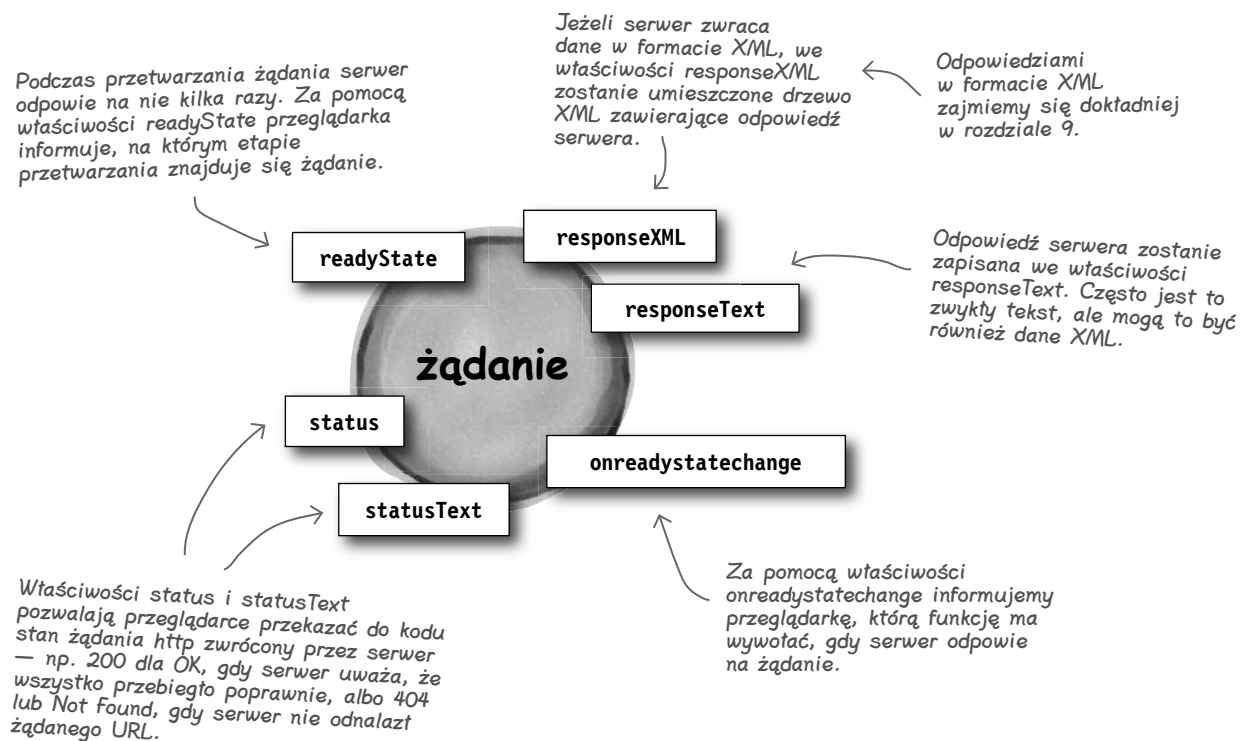 Podczas przetwarzania żądania serwer
odpowie na nie kilka razy. Za pomocą
właściwości readyState przeglądarka
informuje, na którym etapie
przetwarzania znajduje się żądanie.
Jeżeli serwer zwraca
dane w formacie XML, we
właściwości responseXML
zostanie umieszczone drzewo
XML zawierające odpowiedź
serwera.
Odpowiedziami
w formacie XML
zajmiemy się dokładniej
w rozdziale 9.
readyState
responseXML
responseText
Odpowiedź serwera zostanie
zapisana we właściwości
responseText. Często jest to
zwykły tekst, ale mogą to być
również dane XML.
żądanie
status
onreadystatechange
statusText
Właściwości status i statusText
pozwalają przeglądarce przekazać do kodu
stan żądania http zwrócony przez serwer
— np. 200 dla OK, gdy serwer uważa, że
wszystko przebiegło poprawnie, albo 404
lub Not Found, gdy serwer nie odnalazł
żądanego URL.
Za pomocą właściwości
onreadystatechange informujemy
przeglądarkę, którą funkcję ma
wywołać, gdy serwer odpowie
na żądanie.